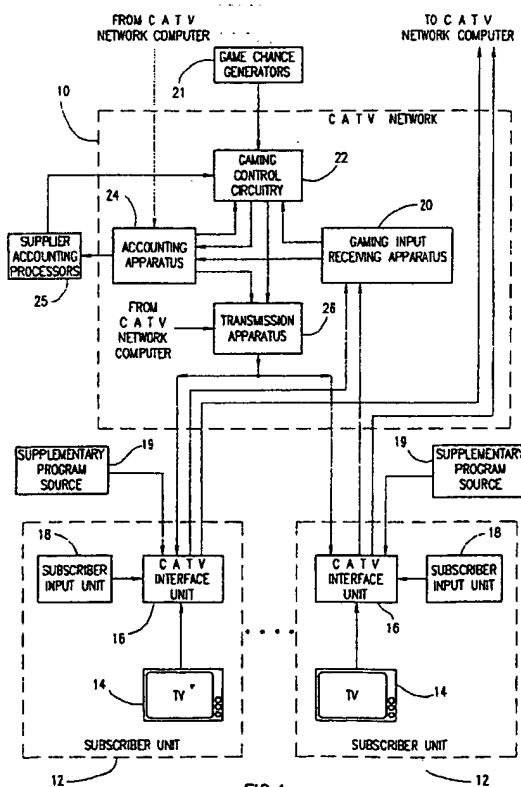 FROM C A T V
NETWORK COMPUTER
TO C A T V
NETWORK COMPUTER
GAME CHANCE
GENERATORS
21
10
C A T V NETWORK
GAMING
CONTROL
CIRCUITRY
22
24
20
SUPPLIER
ACCOUNTING
PROCESSORS
25
ACCOUNTING
APPARATUS
GAMING INPUT
RECEIVING APPARATUS
FROM
C A T V
NETWORK
COMPUTER
TRANSMISSION
APPARATUS
26
SUPPLEMENTARY
PROGRAM
SOURCE
19
19
SUPPLEMENTARY
PROGRAM
SOURCE
18
SUBSCRIBER
INPUT UNIT
C A T V
INTERFACE
UNIT
16
C A T V
INTERFACE
UNIT
16
18
SUBSCRIBER
INPUT UNIT
14
TV
TV
14
SUBSCRIBER UNIT
SUBSCRIBER UNIT
12
12